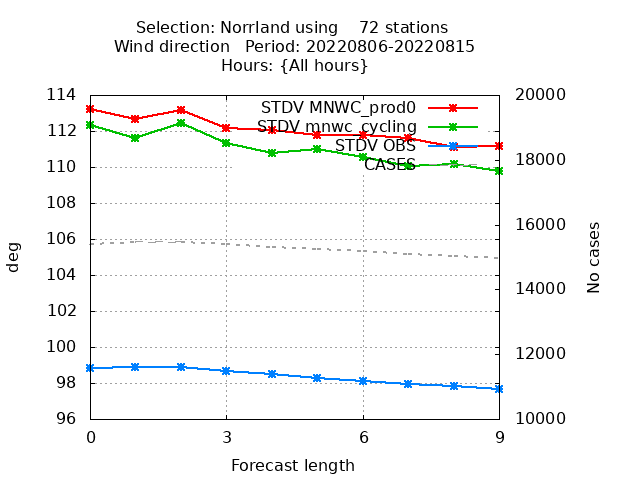 Selection: Norrland using    72 stations
Wind direction   Period: 20220806-20220815
Hours: {All hours}
114
112
110
108
106
104
102
100
98
96
deg
STDV MNWC_prod0
STDV mnwc_cycling
STDV OBS
CASES
20000
18000
16000
14000
12000
10000
No cases
0 3 6 9
Forecast length